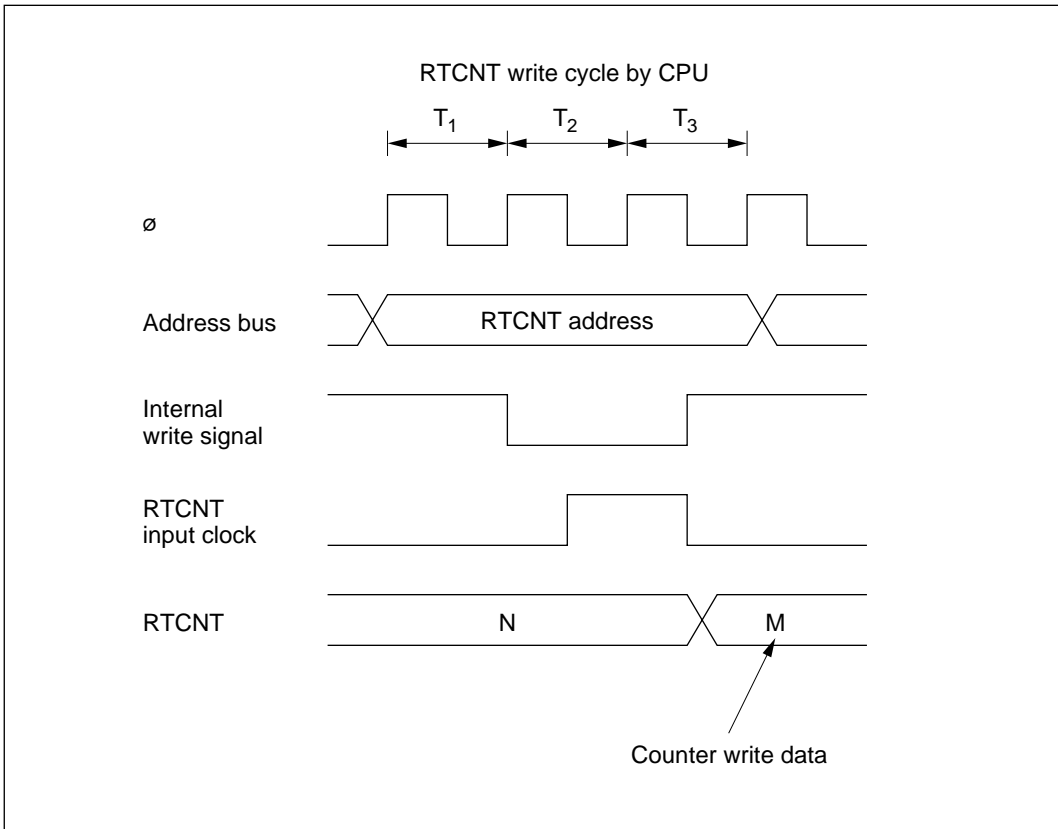 RTCNT write cycle by CPU
T1 T2 T3
ø
Address bus
RTCNT address
Internal
write signal
RTCNT
input clock
RTCNT
N
M
Counter write data